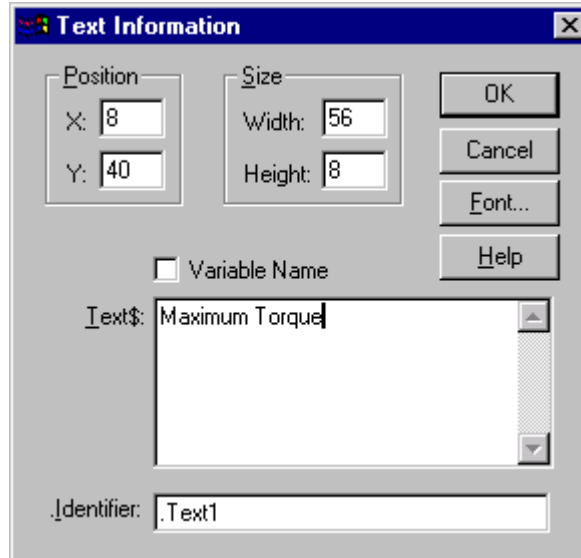 Text Information
Position
X: 8
Y: 40
Size
Width: 56
Height: 8
OK
Cancel
Font...
Help
Variable Name
Text$: Maximum Torque
.Identifier: .Text1